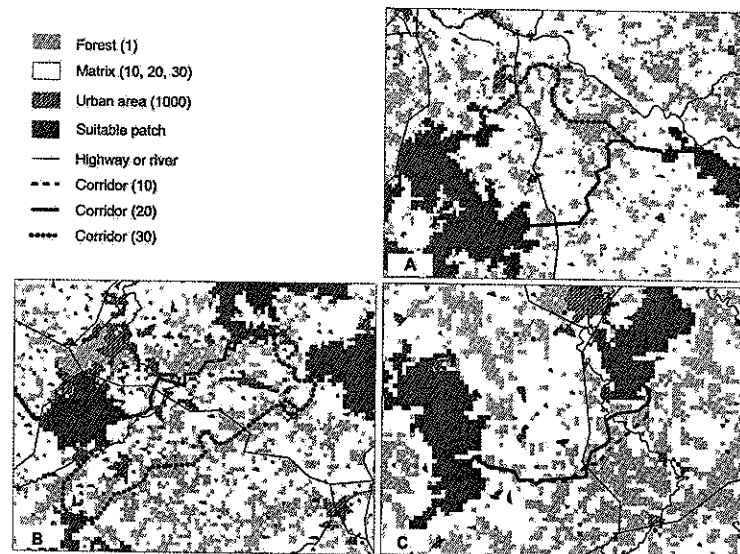 Forest (1)
Matrix (10, 20, 30)
Urban area (1000)
Suitable patch
Highway or river
Corridor (10)
Corridor (20)
Corridor (30)
A
B
C